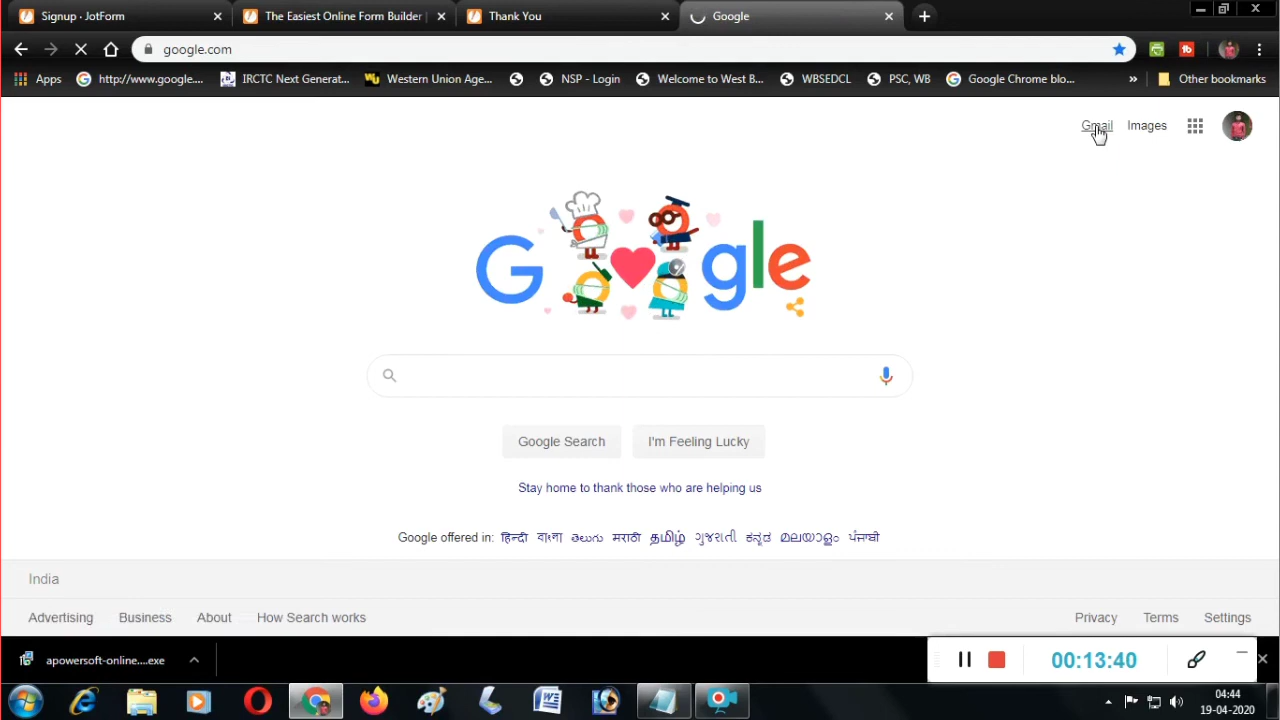 Signup · JotForm
The Easiest Online Form Builder
Thank You
Google
google.com
Apps
http://www.google....
IRCTC Next Generat...
Western Union Age...
NSP - Login
Welcome to West B...
WBSEDCL
PSC, WB
Google Chrome blo...
»
Other bookmarks
Gmail
Images
G gle
Google Search
I'm Feeling Lucky
Stay home to thank those who are helping us
Google offered in: हिन्दी বাংলা తెలుగు मराठी தமிழ் ગુજરાતી ಕನ್ನಡ മലയാളം ਪੰਜਾਬੀ
India
Advertising
Business
About
How Search works
Privacy
Terms
Settings
apowersoft-online....exe
00:13:40
04:44
19-04-2020